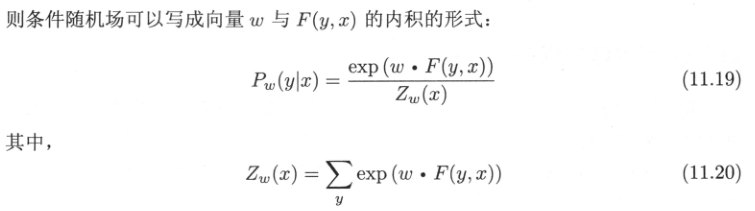 则条件随机场可以写成向量 w 与 F(y, x) 的内积的形式：
P_w(y|x) = exp (w • F(y, x)) / Z_w(x) (11.19)
其中，
Z_w(x) = ∑_y exp (w • F(y, x)) (11.20)